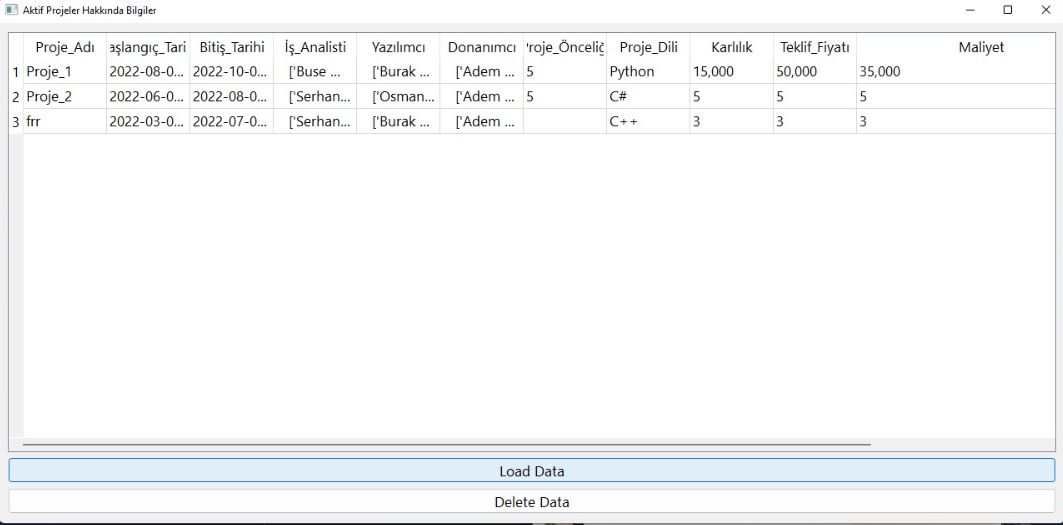 Aktif Projeler Hakkında Bilgiler
Proje_Adı aşlangıç_Tari Bitiş_Tarihi İş_Analisti Yazılımcı Donanımcı roje_Önceliğ Proje_Dili Karlılık Teklif_Fiyatı Maliyet
1 Proje_1 2022-08-0... 2022-10-0... ['Buse ... ['Burak ... ['Adem ... 5 Python 15,000 50,000 35,000
2 Proje_2 2022-06-0... 2022-08-0... ['Serhan... ['Osman... ['Adem ... 5 C# 5 5 5
3 frr 2022-03-0... 2022-07-0... ['Serhan... ['Burak ... ['Adem ... C++ 3 3 3
Load Data
Delete Data